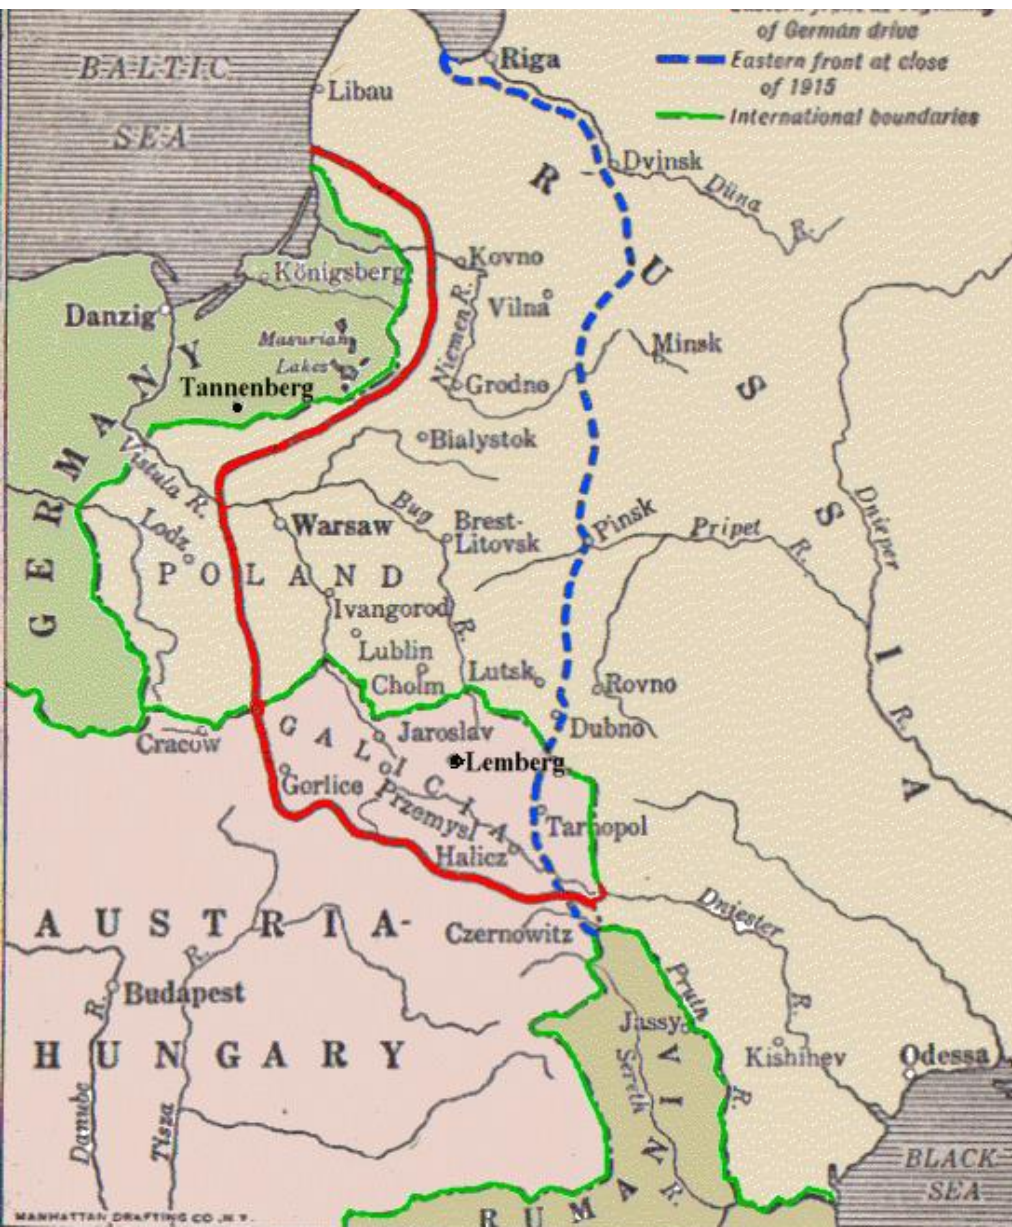 of German drive
Eastern front at close
of 1915
International boundaries
BALTIC
SEA
Riga
Libau
Dvinsk
Düna
R.
Kovno
Königsberg
Vilna
Danzig
Niemen R.
Masurian
Lakes
Minsk
Grodno
Tannenberg
GERMANY
Bialystok
Vistula R.
Lodz
Warsaw
Bug
R.
Brest-
Litovsk
Pinsk
Pripet
R.
Dnieper
R.
RUSSIA
POLAND
Ivangorod
Lublin
Cholm
Lutsk
Rovno
Dubno
Cracow
GALICIA
Jaroslav
Lemberg
Gorlice
Przemysl
Tarnopol
Halicz
Dniester
R.
Czernowitz
AUSTRIA-
HUNGARY
R.
Budapest
R.
Danube
Tisza
Pruth
R.
Jassy
Sereth
R.
Kishinev
Odessa
BLACK
SEA
RUMANIA
MANHATTAN DRAFTING CO., N.Y.